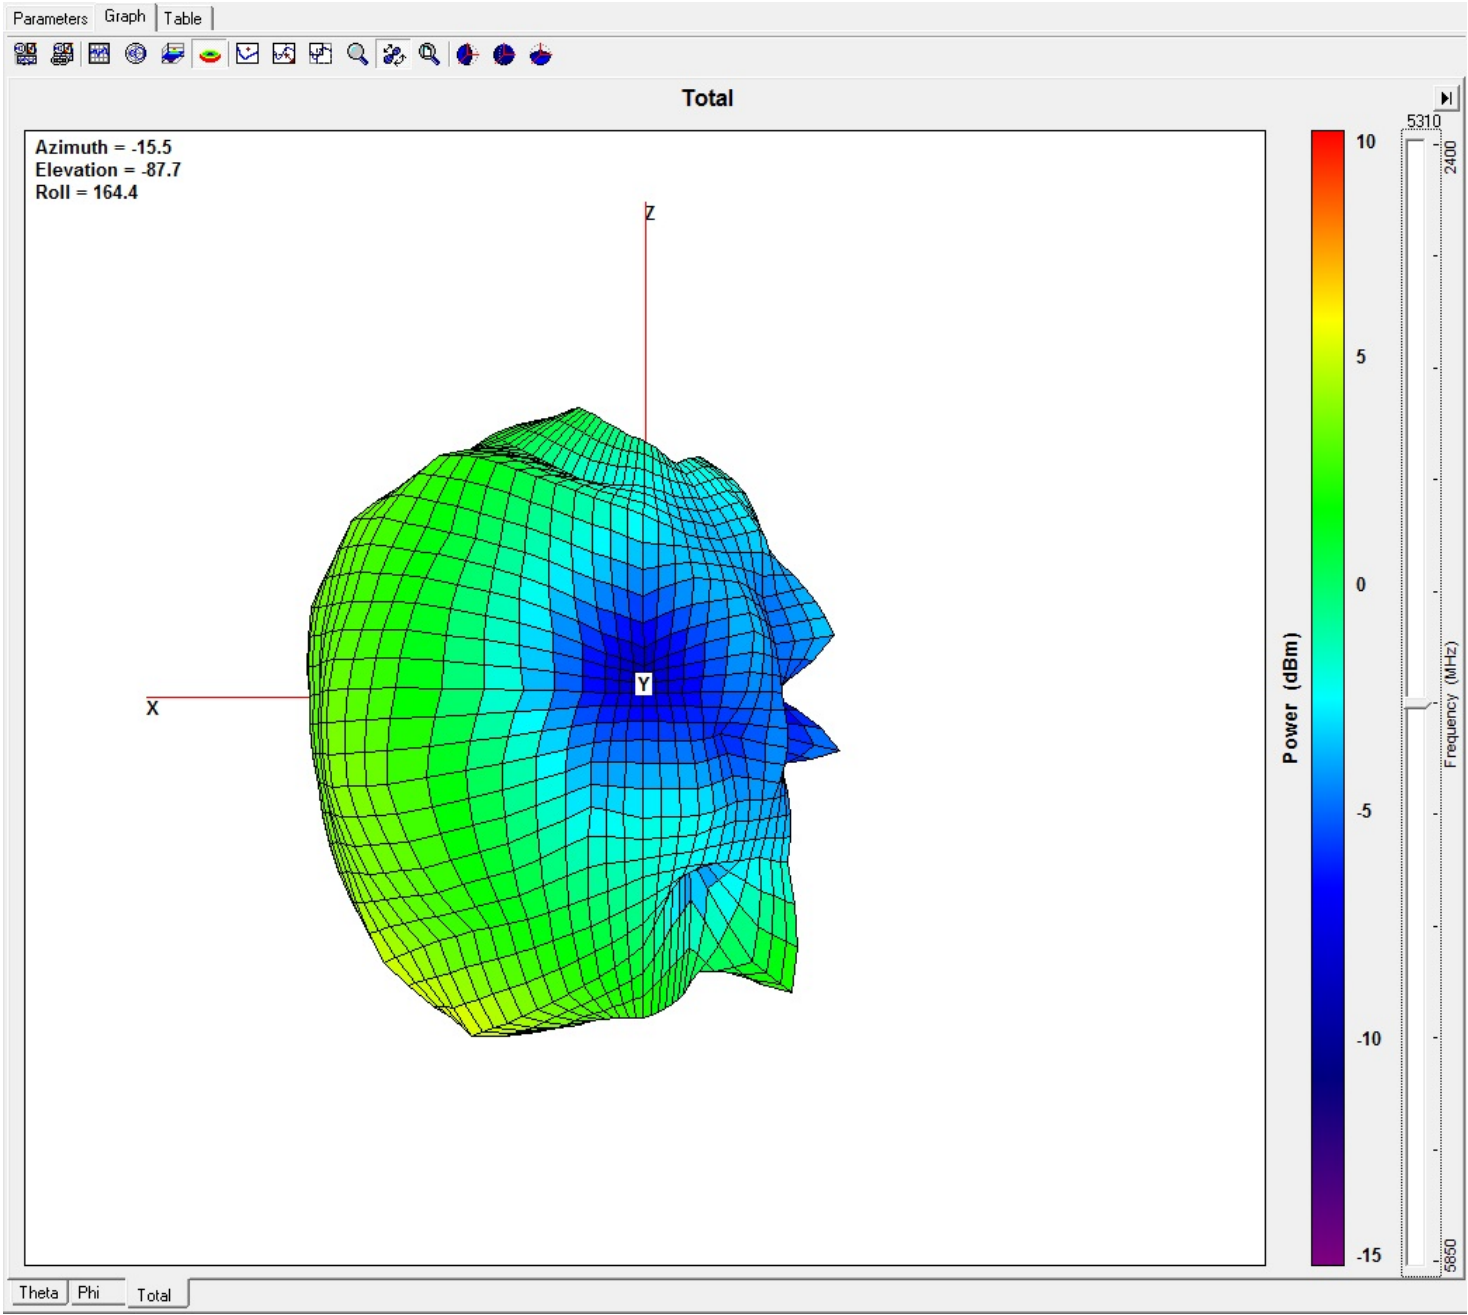 Parameters Graph Table
Total
5310
Azimuth = -15.5
Elevation = -87.7
Roll = 164.4
Z
X
Y
10
5
0
-5
-10
-15
Power (dBm)
2400
Frequency (MHz)
5850
Theta Phi Total